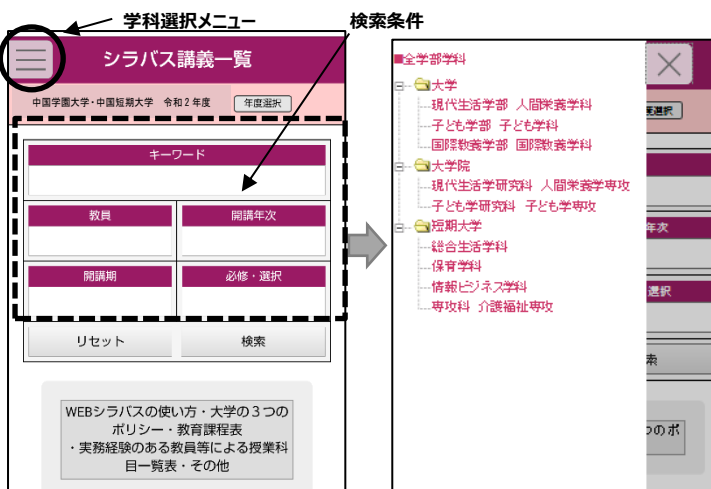 学科選択メニュー
検索条件
シラバス講義一覧
中国学園大学・中国短期大学 令和２年度 年度選択
キーワード
教員 開講年次
開講期 必修・選択
リセット 検索
WEBシラバスの使い方・大学の３つの
ポリシー・教育課程表
・実務経験のある教員等による授業科
目一覧表・その他
■全学部学科
大学
現代生活学部 人間栄養学科
子ども学部 子ども学科
国際教養学部 国際教養学科
大学院
現代生活学研究科 人間栄養学専攻
子ども学研究科 子ども学専攻
短期大学
総合生活学科
保育学科
情報ビジネス学科
専攻科 介護福祉専攻
度選択
年次
選択
索
つのポ